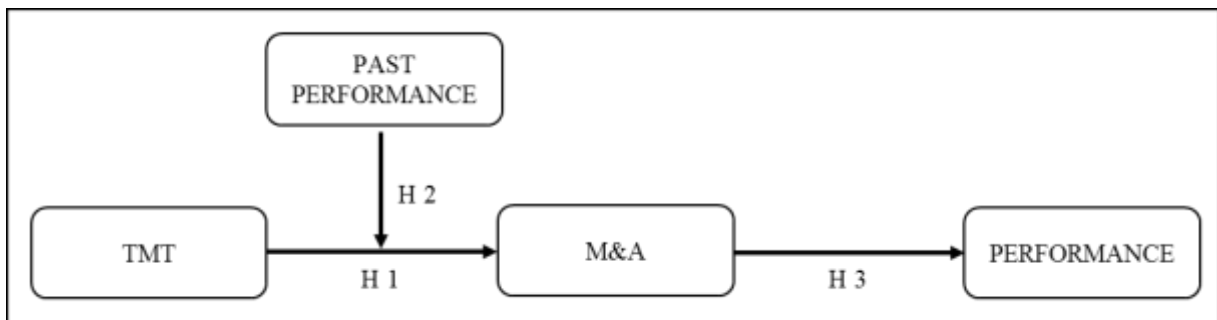 PAST
PERFORMANCE
H 2
TMT
H 1
M&A
H 3
PERFORMANCE